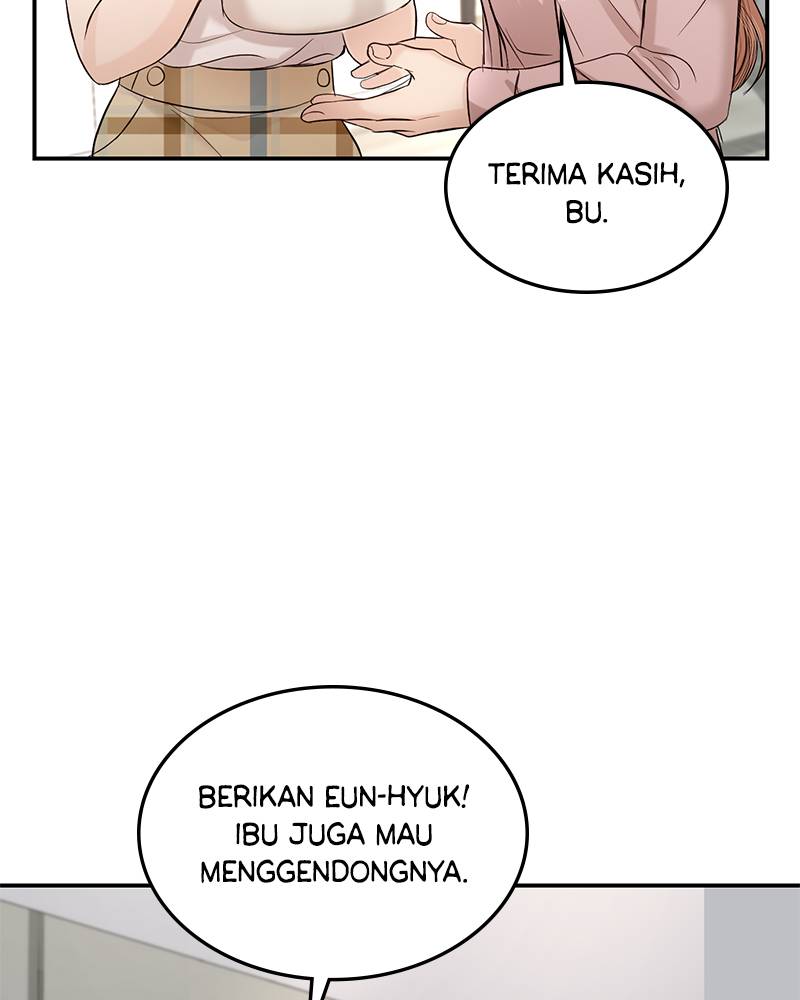 TERIMA KASIH,
BU.
BERIKAN EUN-HYUK!
IBU JUGA MAU
MENGGENDONGNYA.